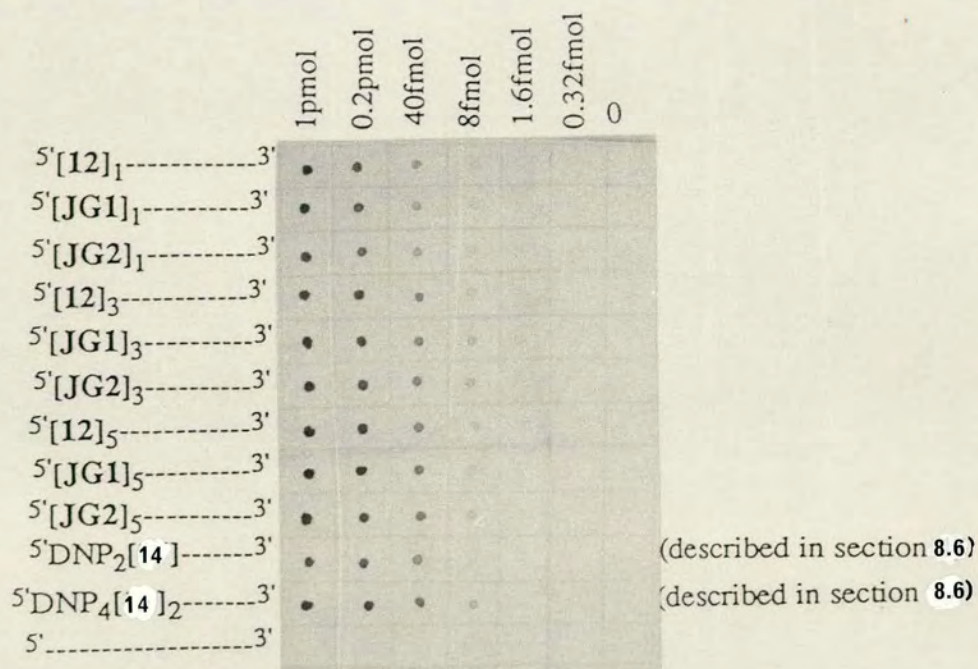 1pmol 0.2pmol 40fmol 8fmol 1.6fmol 0.32fmol 0
5'[12]1-----------3'
5'[JG1]1----------3'
5'[JG2]1----------3'
5'[12]3-----------3'
5'[JG1]3----------3'
5'[JG2]3----------3'
5'[12]5-----------3'
5'[JG1]5----------3'
5'[JG2]5----------3'
5'DNP2[14]------3' (described in section 8.6)
5'DNP4[14]2------3' (described in section 8.6)
5'------------------3'